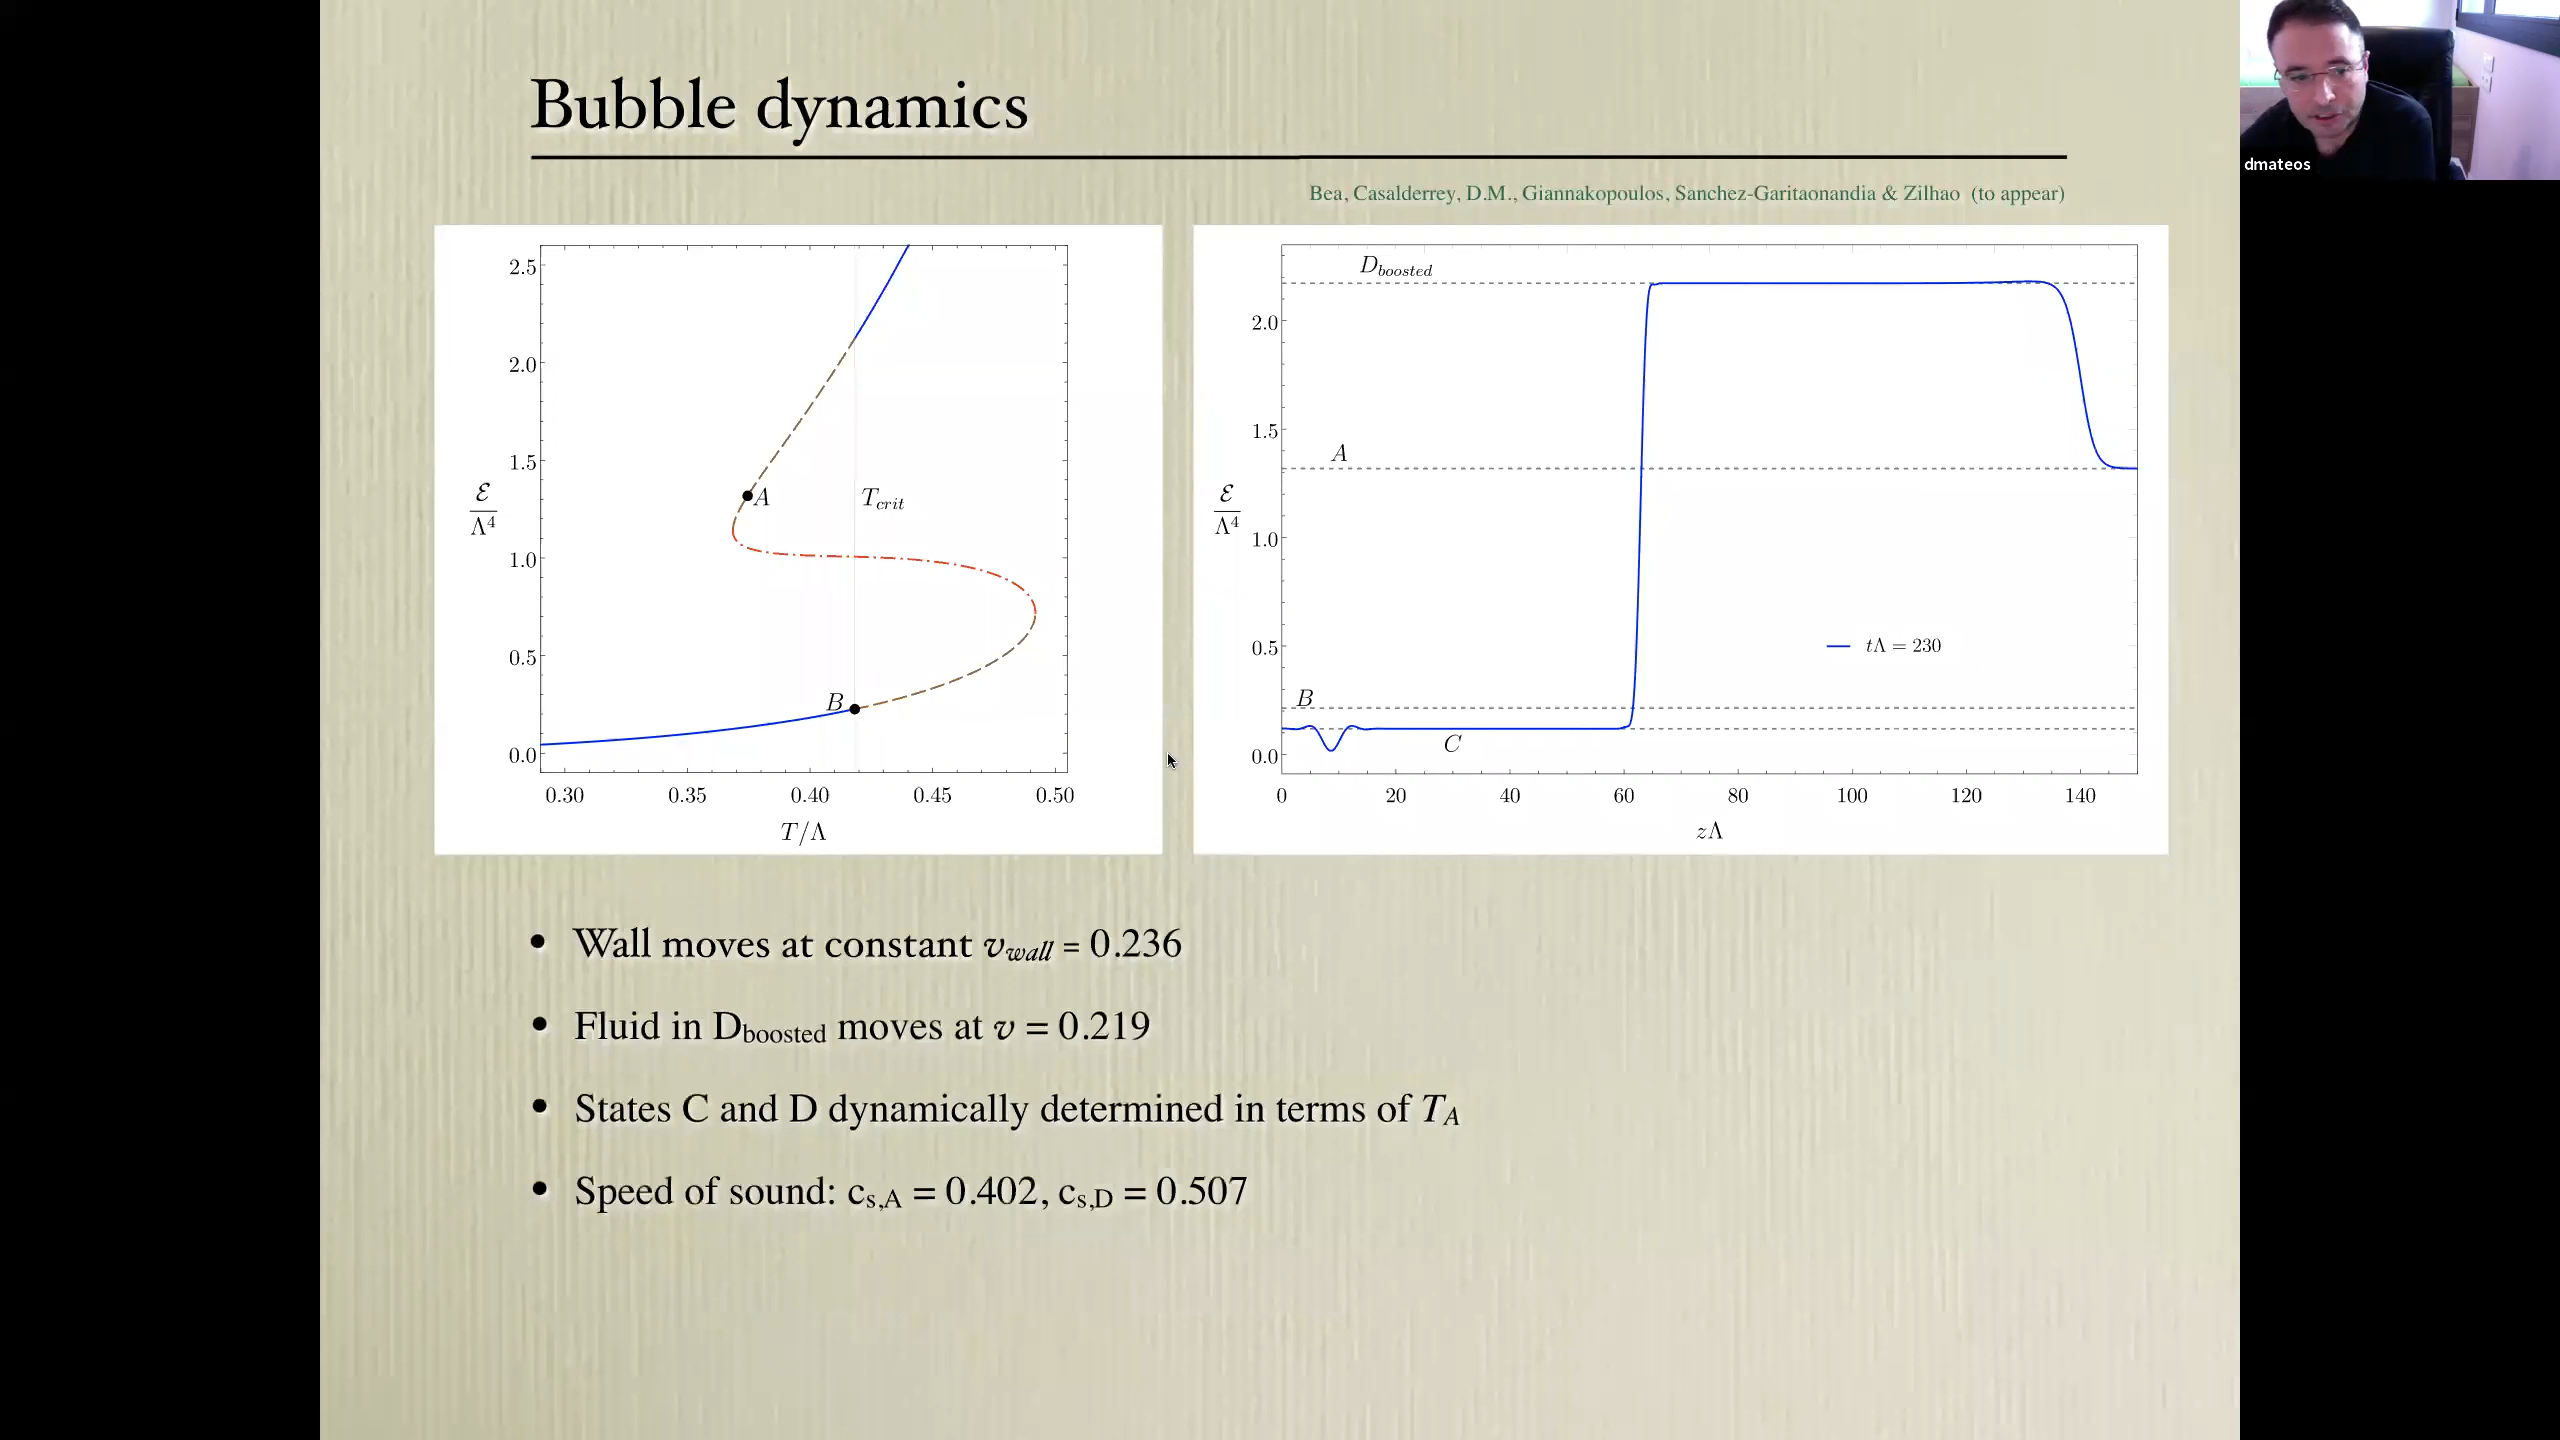 Bubble dynamics
dmateos
Bea, Casalderrey, D.M., Giannakopoulos, Sanchez-Garitaonandia & Zilhao (to appear)
2.5
2.0
1.5
1.0
0.5
0.0
ℰ/Λ⁴
A
T_crit
B
0.30 0.35 0.40 0.45 0.50
T/Λ
D_boosted
2.0
1.5
1.0
0.5
0.0
ℰ/Λ⁴
A
tΛ = 230
B
C
0 20 40 60 80 100 120 140
zΛ
• Wall moves at constant v_wall = 0.236
• Fluid in D_boosted moves at v = 0.219
• States C and D dynamically determined in terms of T_A
• Speed of sound: c_s,A = 0.402, c_s,D = 0.507